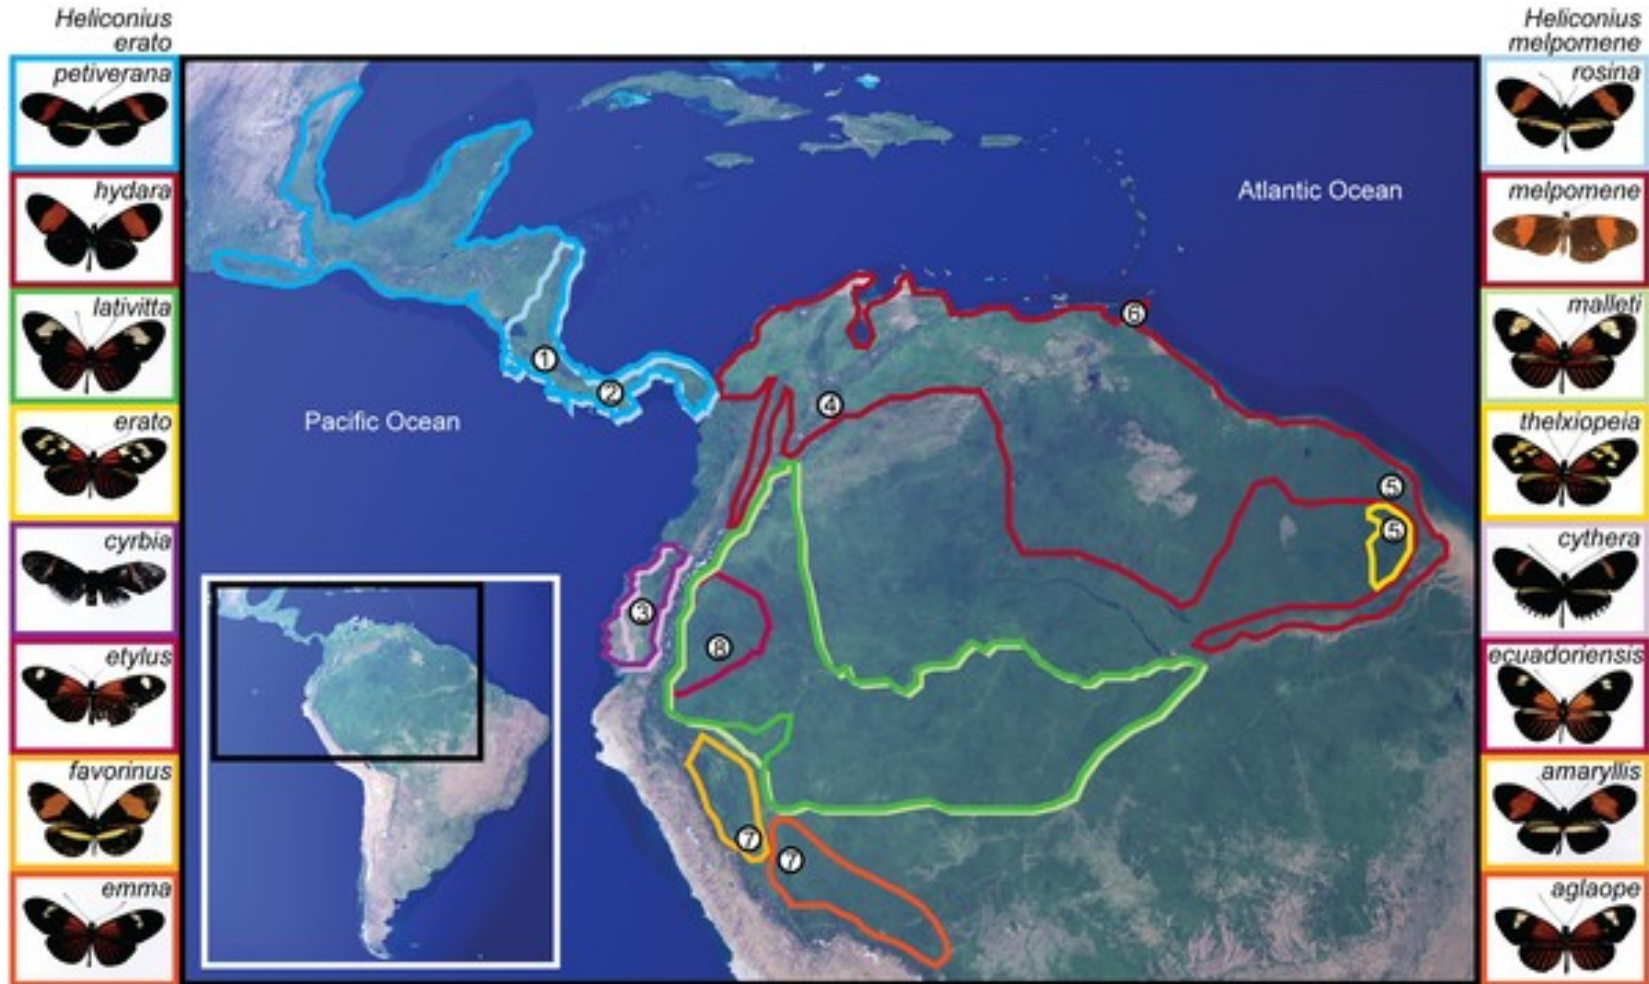 Heliconius
erato
petiverana
hydara
lativitta
erato
cyrbia
etylus
favorinus
emma
Atlantic Ocean
Pacific Ocean
1
2
3
4
5
5
6
7
7
8
Heliconius
melpomene
rosina
melpomene
malleti
thelxiopeia
cythera
ecuadoriensis
amaryllis
aglaope